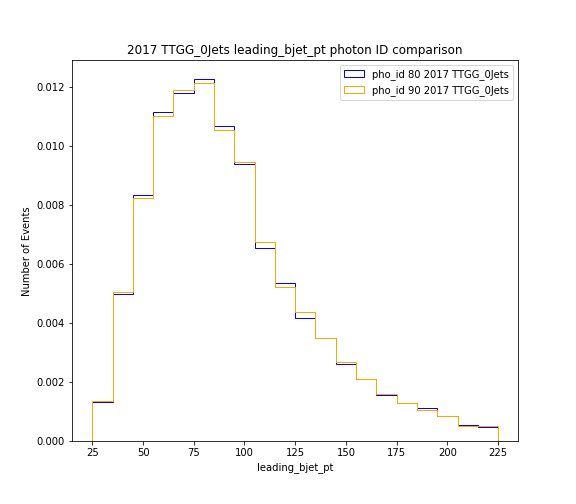 2017 TTGG_0Jets leading_bjet_pt photon ID comparison
pho_id 80 2017 TTGG_0Jets
pho_id 90 2017 TTGG_0Jets
Number of Events
0.012
0.010
0.008
0.006
0.004
0.002
0.000
25 50 75 100 125 150 175 200 225
leading_bjet_pt